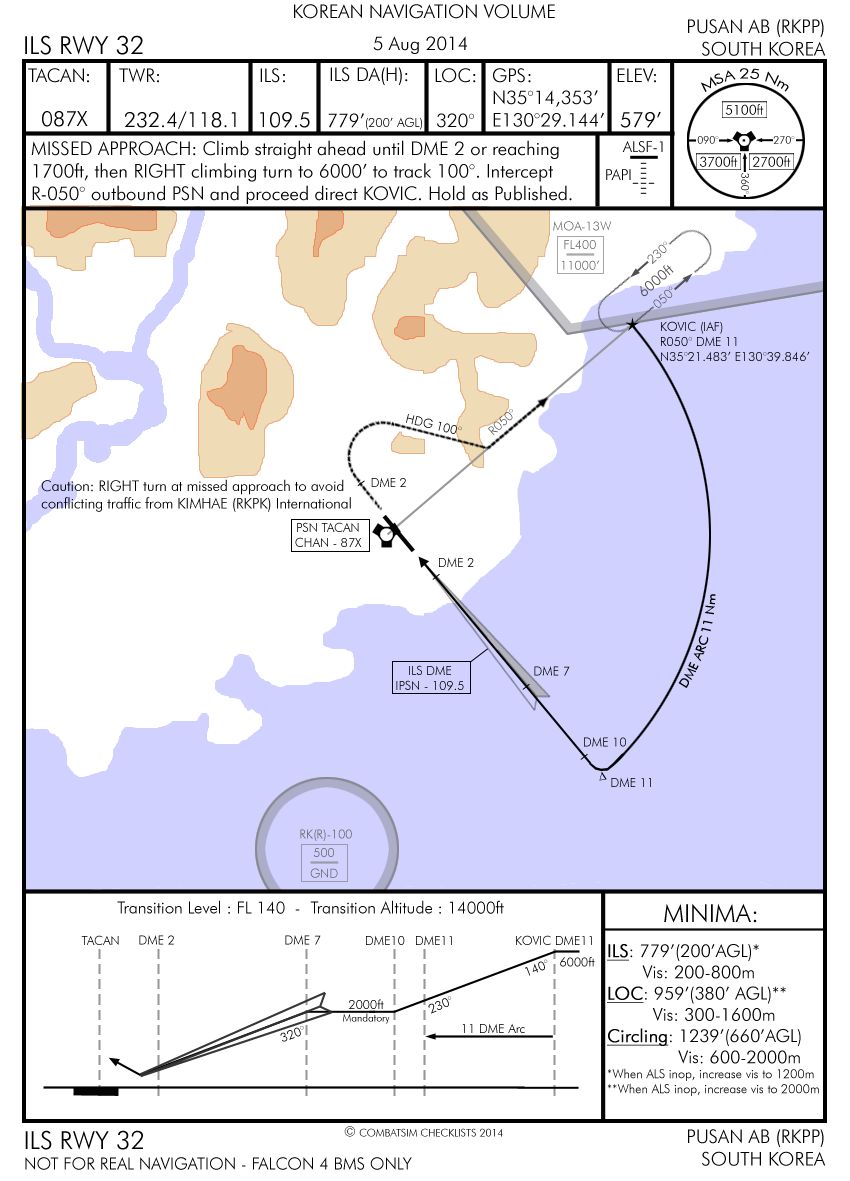 KOREAN NAVIGATION VOLUME
ILS RWY 32
5 Aug 2014
PUSAN AB (RKPP)
SOUTH KOREA
TACAN:
087X
TWR:
232.4/118.1
ILS:
109.5
ILS DA(H):
779’(200’ AGL)
LOC:
320°
GPS:
N35°14,353’
E130°29.144’
ELEV:
579’
MSA 25 Nm
5100ft
090°
270°
3700ft
2700ft
360°
MISSED APPROACH: Climb straight ahead until DME 2 or reaching
1700ft, then RIGHT climbing turn to 6000’ to track 100°. Intercept
R-050° outbound PSN and proceed direct KOVIC. Hold as Published.
ALSF-1
PAPI
MOA-13W
FL400
11000’
230°
6000ft
050°
KOVIC (IAF)
R050° DME 11
N35°21.483’ E130°39.846’
HDG 100°
R050°
DME 2
Caution: RIGHT turn at missed approach to avoid
conflicting traffic from KIMHAE (RKPK) International
PSN TACAN
CHAN - 87X
DME 2
DME ARC 11 Nm
ILS DME
IPSN - 109.5
DME 7
DME 10
DME 11
RK(R)-100
500
GND
Transition Level : FL 140 - Transition Altitude : 14000ft
TACAN
DME 2
DME 7
DME10
DME11
KOVIC DME11
140°
6000ft
2000ft
Mandatory
230°
320°
11 DME Arc
MINIMA:
ILS: 779’(200’AGL)*
Vis: 200-800m
LOC: 959’(380’ AGL)**
Vis: 300-1600m
Circling: 1239’(660’AGL)
Vis: 600-2000m
*When ALS inop, increase vis to 1200m
**When ALS inop, increase vis to 2000m
ILS RWY 32
NOT FOR REAL NAVIGATION - FALCON 4 BMS ONLY
© COMBATSIM CHECKLISTS 2014
PUSAN AB (RKPP)
SOUTH KOREA